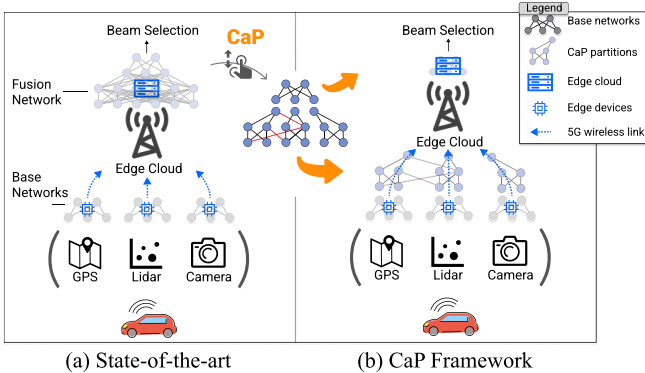 Beam Selection
CaP
Fusion
Network
Edge Cloud
Base
Networks
GPS
Lidar
Camera
(a) State-of-the-art
Beam Selection
Edge Cloud
GPS
Lidar
Camera
(b) CaP Framework
Legend
Base networks
CaP partitions
Edge cloud
Edge devices
5G wireless link